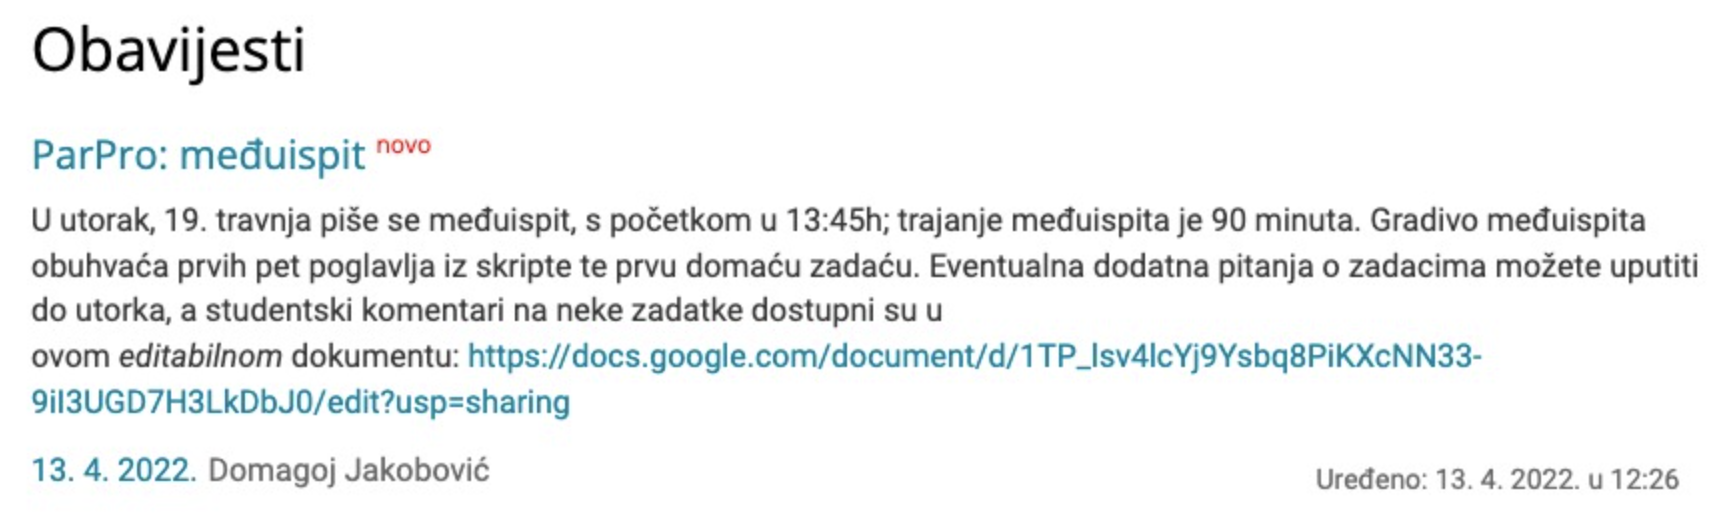 Obavijesti
ParPro: međuispit novo
U utorak, 19. travnja piše se međuispit, s početkom u 13:45h; trajanje međuispita je 90 minuta. Gradivo međuispita
obuhvaća prvih pet poglavlja iz skripte te prvu domaću zadaću. Eventualna dodatna pitanja o zadacima možete uputiti
do utorka, a studentski komentari na neke zadatke dostupni su u
ovom editabilnom dokumentu: https://docs.google.com/document/d/1TP_lsv4lcYj9Ysbq8PiKXcNN33-
9iI3UGD7H3LkDbJ0/edit?usp=sharing
13. 4. 2022. Domagoj Jakobović
Uređeno: 13. 4. 2022. u 12:26